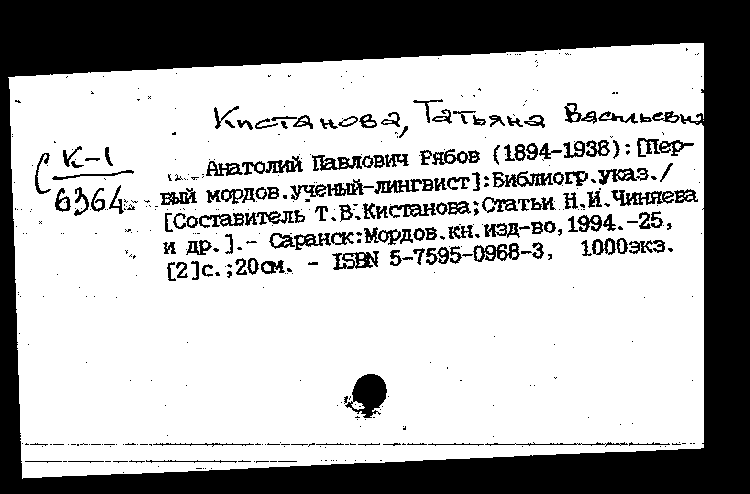 Кистанова, Татьяна Васильевна
С К-1
6364
Анатолий Павлович Рябов (1894-1938):[Пер-
вый мордов.ученый-лингвист]:Библиогр.указ./
[Составитель Т.В.Кистанова;Статьи Н.И.Чиняева
и др.].- Саранск:Мордов.кн.изд-во,1994.-25,
[2]с.;20см. - ISBN 5-7595-0968-3, 1000экз.